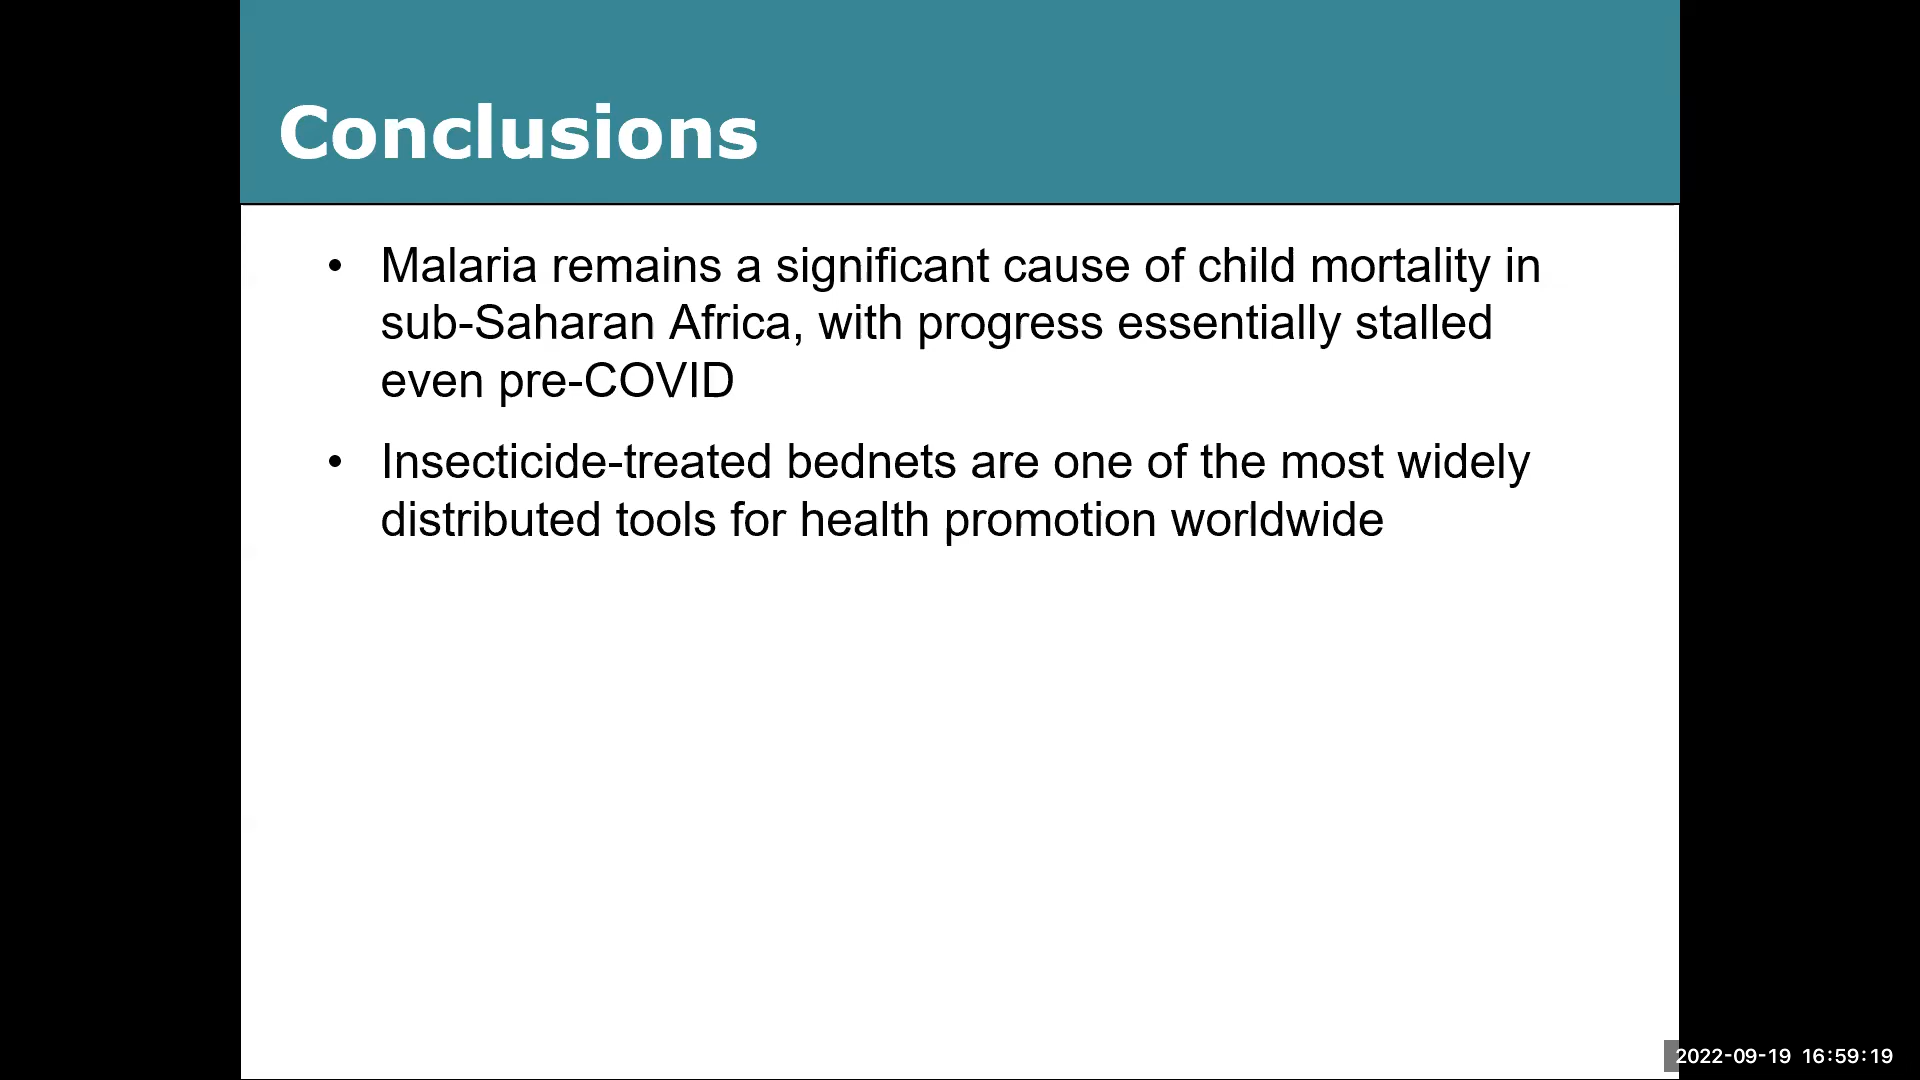 Conclusions
• Malaria remains a significant cause of child mortality in
sub-Saharan Africa, with progress essentially stalled
even pre-COVID
• Insecticide-treated bednets are one of the most widely
distributed tools for health promotion worldwide
2022-09-19 16:59:19